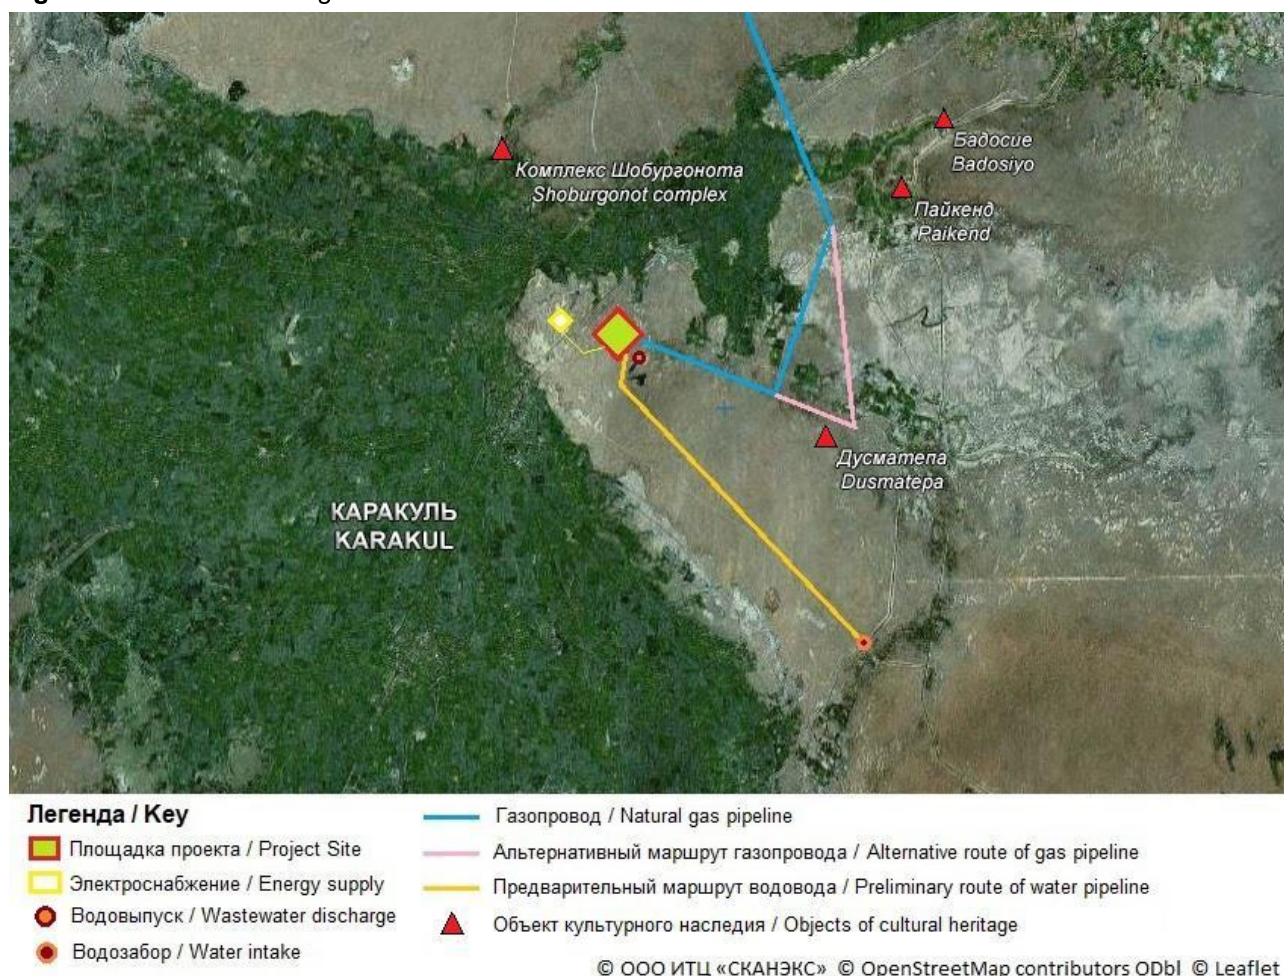 Бадосие
Badosiyo
Комплекс Шобургонота
Shoburgonot complex
Пайкенд
Paikend
Дусматепа
Dusmatepa
КАРАКУЛЬ
KARAKUL
Легенда / Key
Площадка проекта / Project Site
Электроснабжение / Energy supply
Водовыпуск / Wastewater discharge
Водозабор / Water intake
Газопровод / Natural gas pipeline
Альтернативный маршрут газопровода / Alternative route of gas pipeline
Предварительный маршрут водовода / Preliminary route of water pipeline
Объект культурного наследия / Objects of cultural heritage
© ООО ИТЦ «СКАНЭКС» © OpenStreetMap contributors ODbl © Leaflet